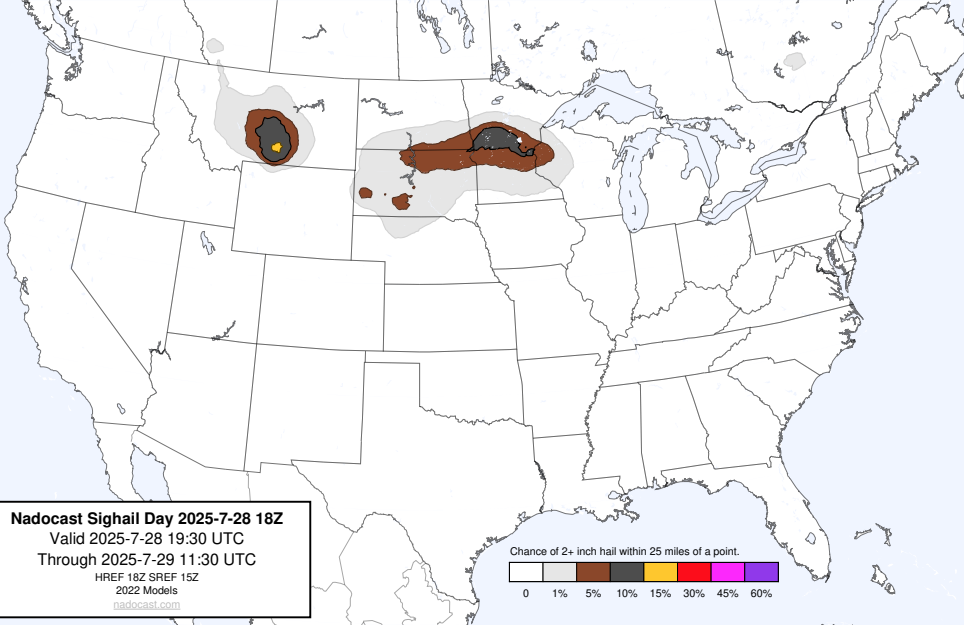 Nadocast Sighail Day 2025-7-28 18Z
Valid 2025-7-28 19:30 UTC
Through 2025-7-29 11:30 UTC
HREF 18Z SREF 15Z
2022 Models
nadocast.com
Chance of 2+ inch hail within 25 miles of a point.
0 1% 5% 10% 15% 30% 45% 60%